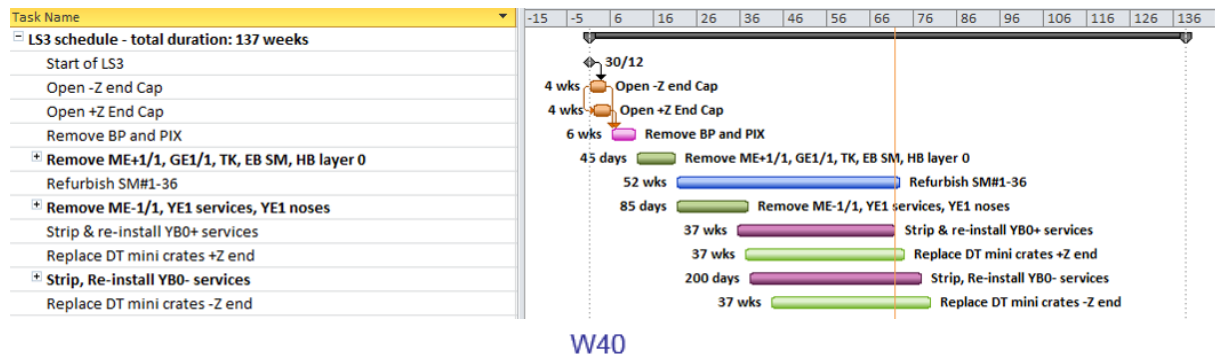 Task Name -15 -5 6 16 26 36 46 56 66 76 86 96 106 116 126 136
LS3 schedule - total duration: 137 weeks
Start of LS3 30/12
Open -Z end Cap 4 wks Open -Z end Cap
Open +Z End Cap 4 wks Open +Z End Cap
Remove BP and PIX 6 wks Remove BP and PIX
Remove ME+1/1, GE1/1, TK, EB SM, HB layer 0 45 days Remove ME+1/1, GE1/1, TK, EB SM, HB layer 0
Refurbish SM#1-36 52 wks Refurbish SM#1-36
Remove ME-1/1, YE1 services, YE1 noses 85 days Remove ME-1/1, YE1 services, YE1 noses
Strip & re-install YB0+ services 37 wks Strip & re-install YB0+ services
Replace DT mini crates +Z end 37 wks Replace DT mini crates +Z end
Strip, Re-install YB0- services 200 days Strip, Re-install YB0- services
Replace DT mini crates -Z end 37 wks Replace DT mini crates -Z end
W40